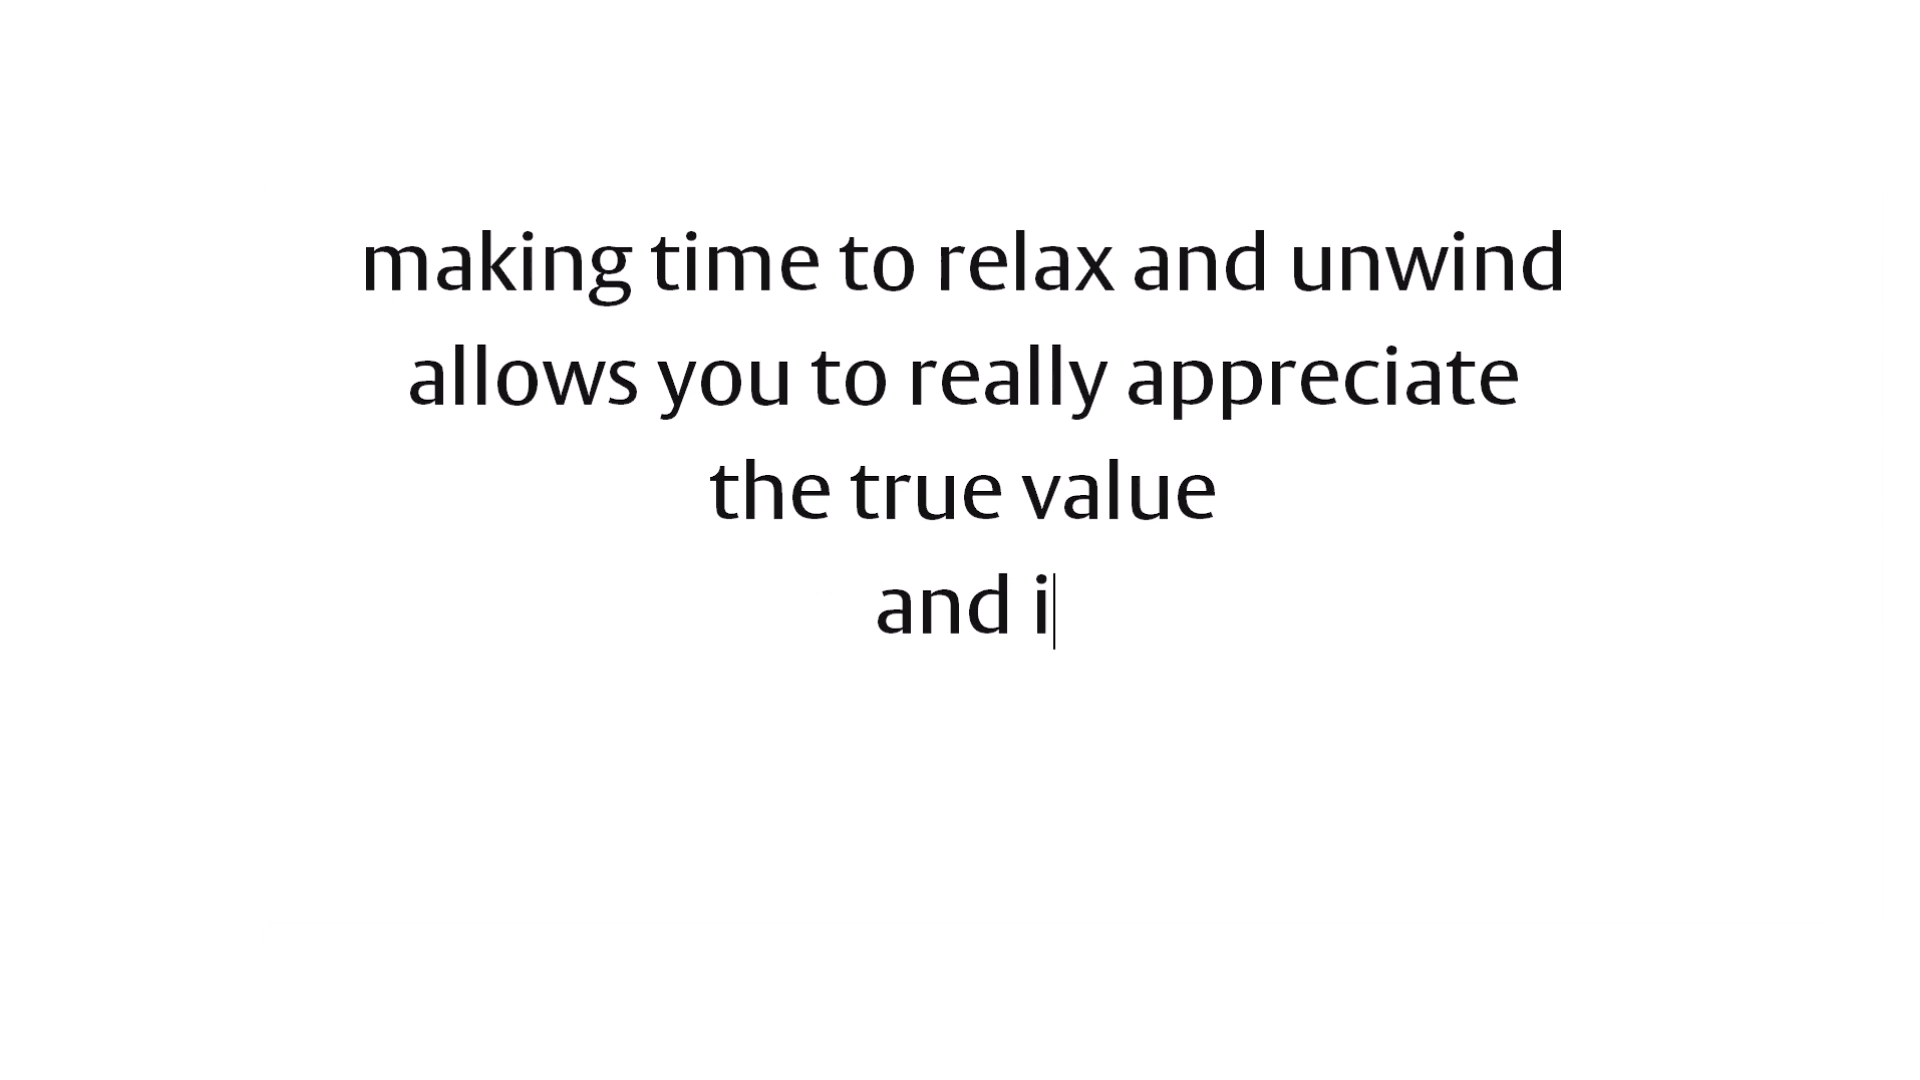 making time to relax and unwind
allows you to really appreciate
the true value
and i